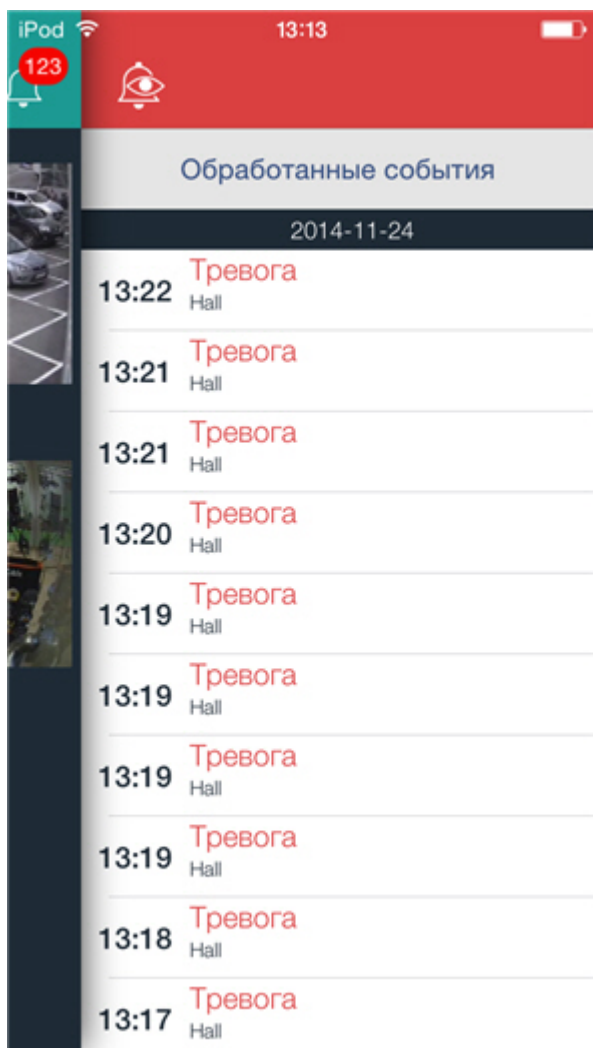 iPod 13:13
123
Обработанные события
2014-11-24
13:22 Тревога
Hall
13:21 Тревога
Hall
13:21 Тревога
Hall
13:20 Тревога
Hall
13:19 Тревога
Hall
13:19 Тревога
Hall
13:19 Тревога
Hall
13:19 Тревога
Hall
13:18 Тревога
Hall
13:17 Тревога
Hall